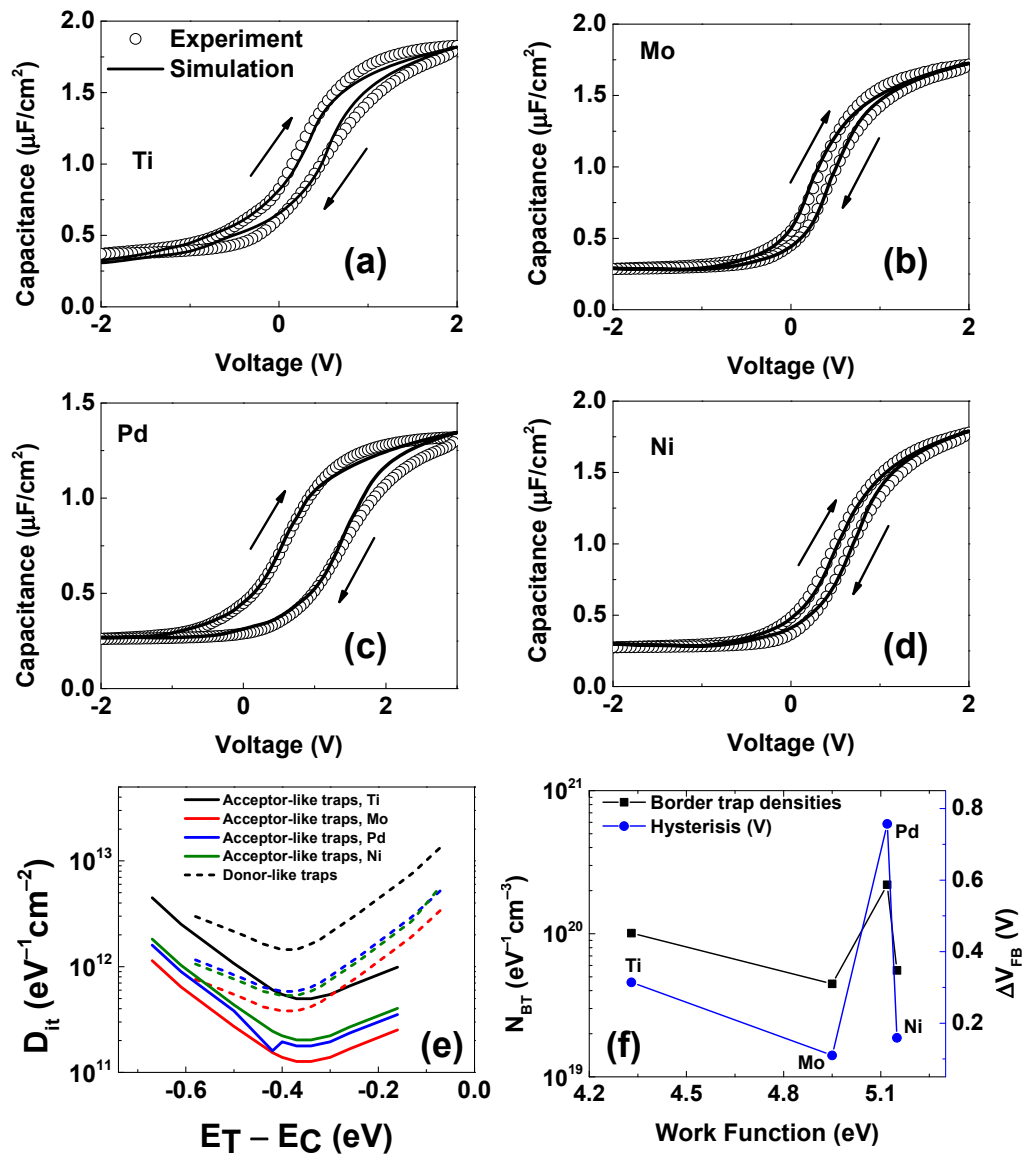 2.0
1.5
1.0
0.5
0.0
Capacitance (μF/cm²)
Experiment
Simulation
Ti
(a)
-2 0 2
Voltage (V)
2.0
1.5
1.0
0.5
0.0
Capacitance (μF/cm²)
Mo
(b)
-2 0 2
Voltage (V)
1.5
1.0
0.5
0.0
Capacitance (μF/cm²)
Pd
(c)
-2 0 2
Voltage (V)
2.0
1.5
1.0
0.5
0.0
Capacitance (μF/cm²)
Ni
(d)
-2 0 2
Voltage (V)
Acceptor-like traps, Ti
Acceptor-like traps, Mo
Acceptor-like traps, Pd
Acceptor-like traps, Ni
Donor-like traps
10¹³
10¹²
10¹¹
D_it (eV⁻¹cm⁻²)
(e)
-0.6 -0.4 -0.2 0.0
E_T – E_C (eV)
10²¹
10²⁰
10¹⁹
N_BT (eV⁻¹cm⁻³)
Border trap densities
Hysterisis (V)
Ti
Mo
Pd
Ni
(f)
0.8
0.6
0.4
0.2
ΔV_FB (V)
4.2 4.5 4.8 5.1
Work Function (eV)